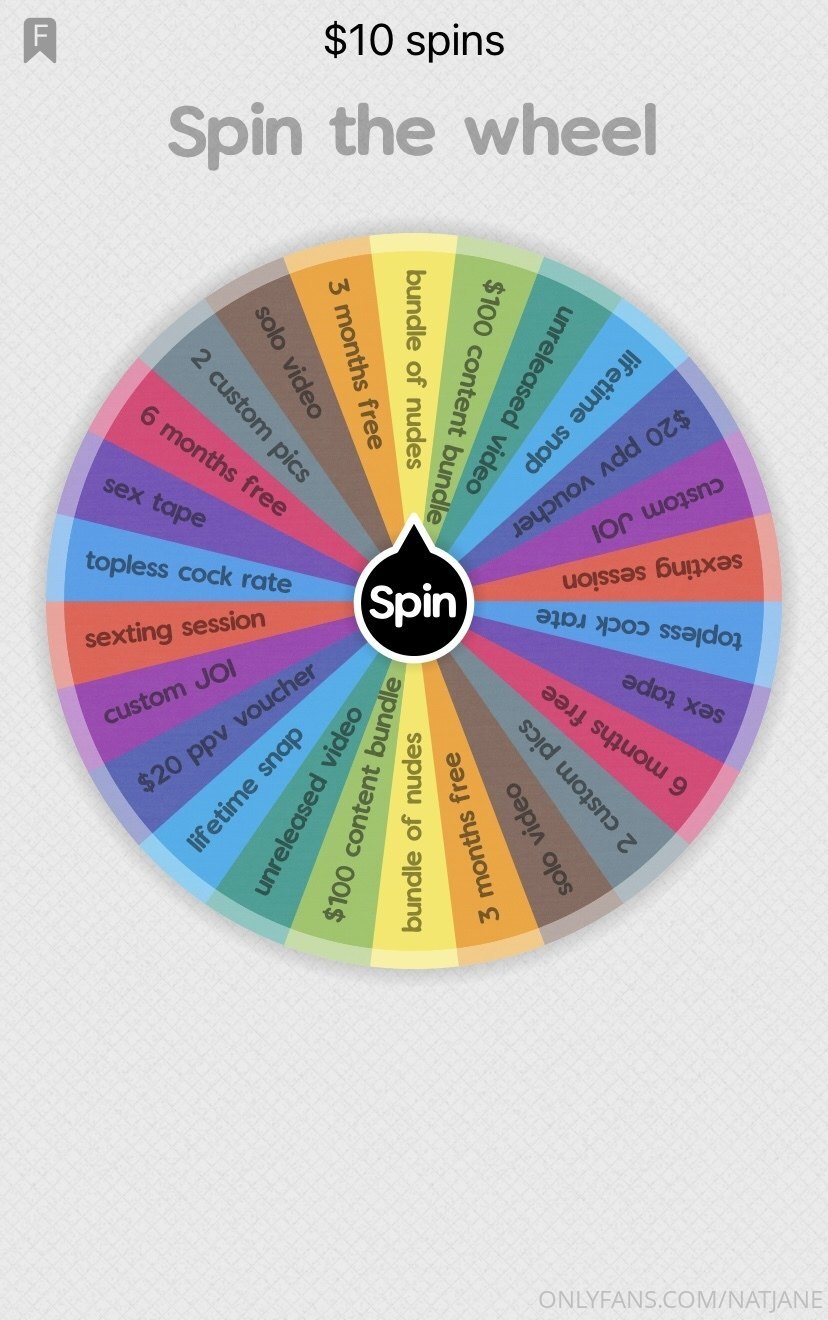 F
$10 spins
Spin the wheel
bundle of nudes
$100 content bundle
unreleased video
lifetime snap
$20 ppv voucher
custom JOI
sexting session
topless cock rate
sex tape
6 months free
2 custom pics
solo video
3 months free
bundle of nudes
$100 content bundle
unreleased video
lifetime snap
$20 ppv voucher
custom JOI
sexting session
topless cock rate
sex tape
6 months free
2 custom pics
solo video
3 months free
Spin
ONLYFANS.COM/NATJANE